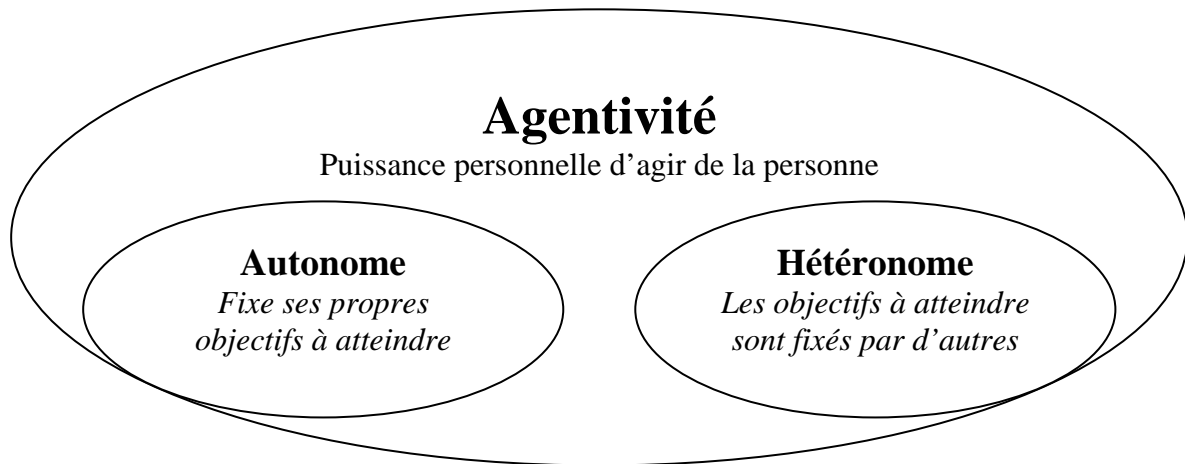 Agentivité
Puissance personnelle d’agir de la personne
Autonome
Fixe ses propres
objectifs à atteindre
Hétéronome
Les objectifs à atteindre
sont fixés par d’autres